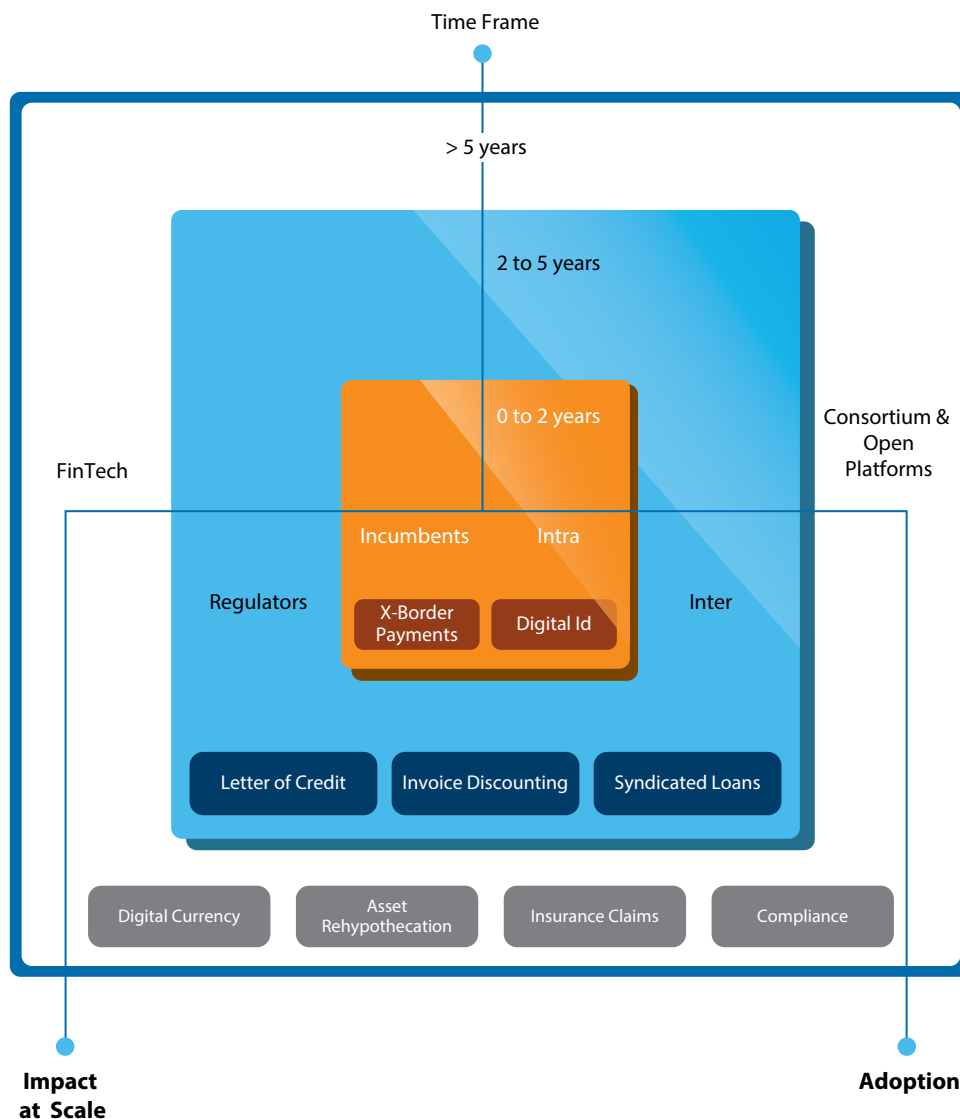 Time Frame
> 5 years
2 to 5 years
0 to 2 years
Consortium &
Open
Platforms
FinTech
Incumbents
Intra
Regulators
Inter
X-Border
Payments
Digital Id
Letter of Credit
Invoice Discounting
Syndicated Loans
Digital Currency
Asset
Rehypothecation
Insurance Claims
Compliance
Impact
at Scale
Adoption